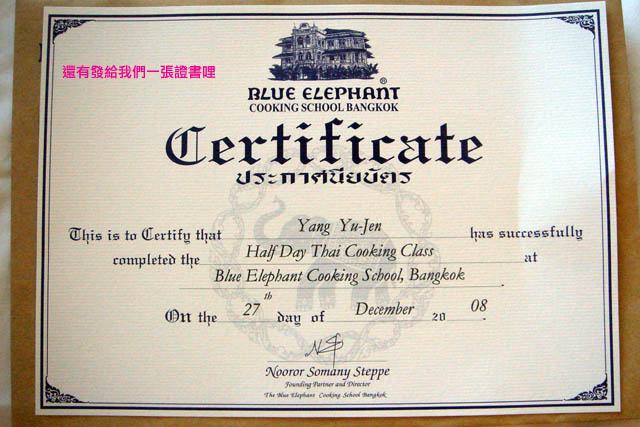 還有發給我們一張證書哩
BLUE ELEPHANT ®
COOKING SCHOOL BANGKOK
Certificate
ประกาศนียบัตร
This is to Certify that Yang Yu-Jen has successfully
completed the Half Day Thai Cooking Class at
Blue Elephant Cooking School, Bangkok
On the 27th day of December 20 08
Nooror Somany Steppe
Founding Partner and Director
The Blue Elephant Cooking School Bangkok